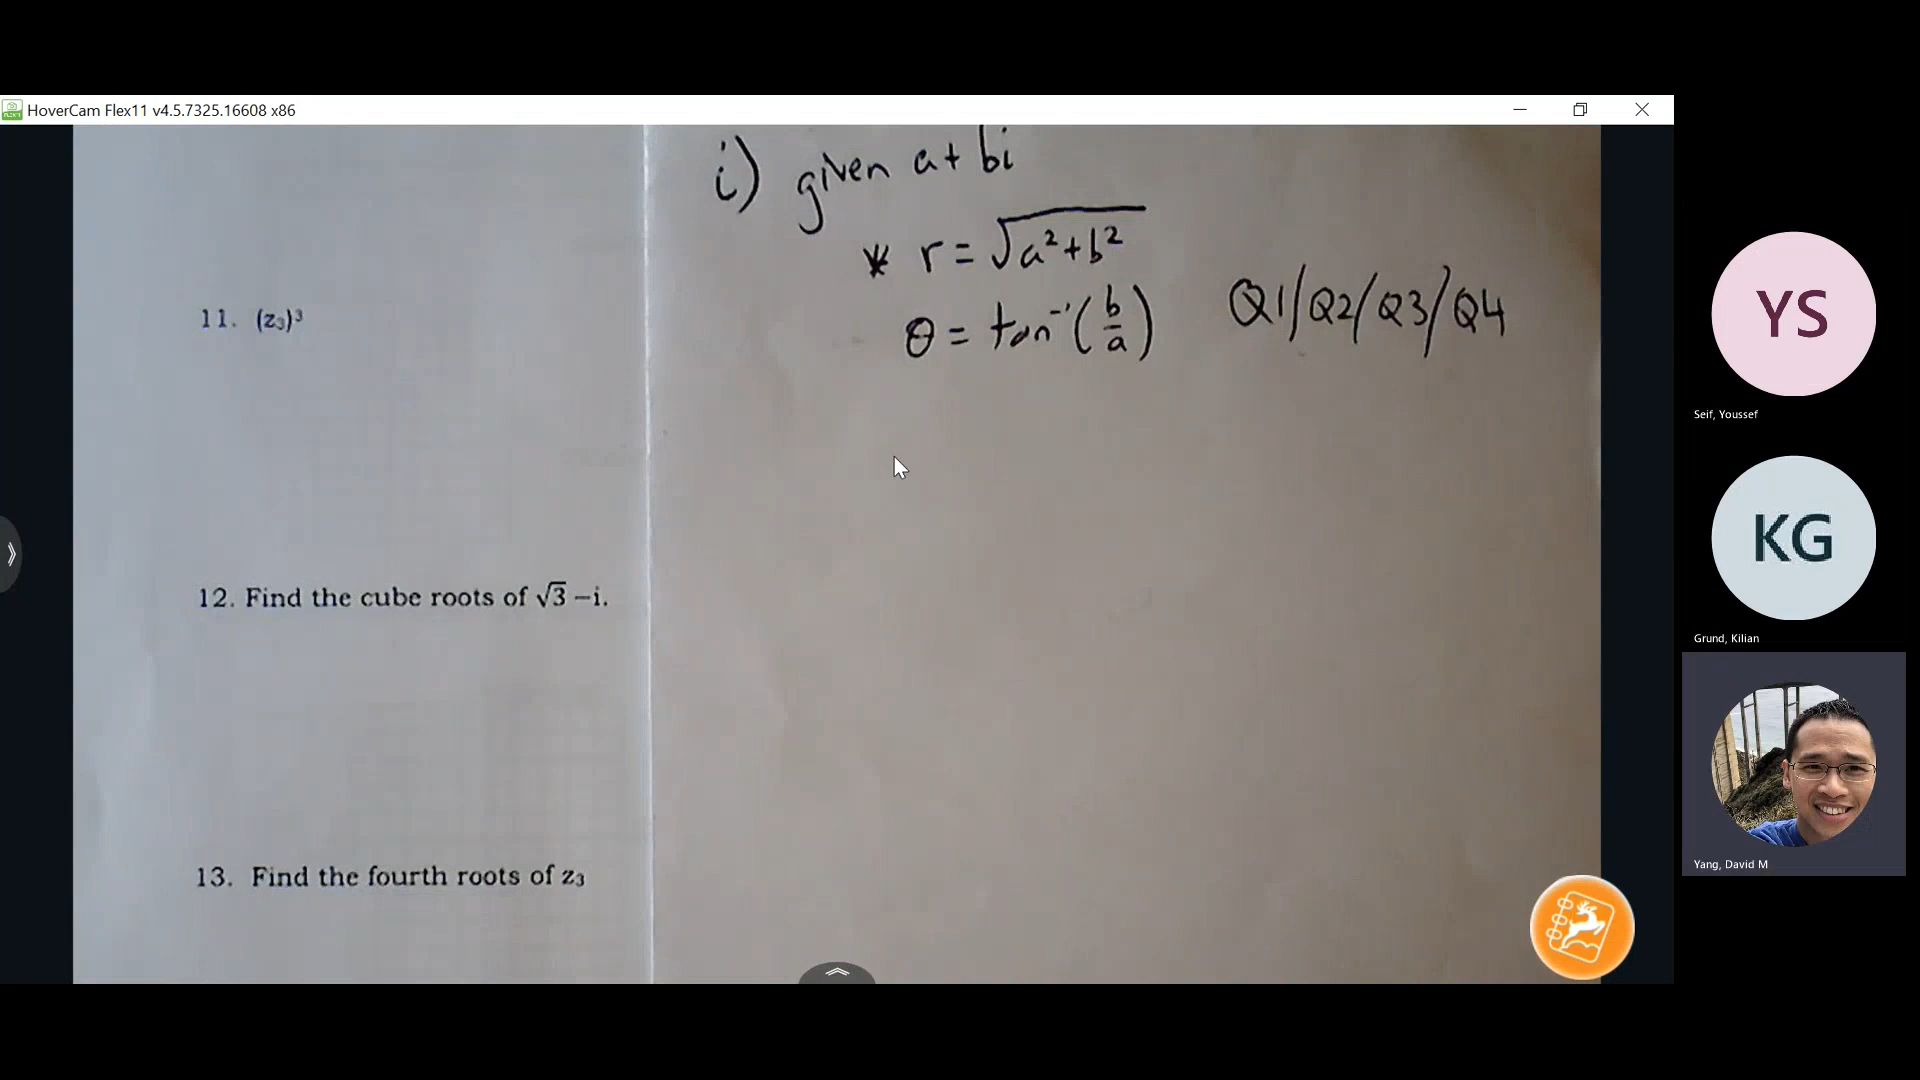 HoverCam Flex11 v4.5.7325.16608 x86
i) given a + bi
* r = √a²+b²
θ = tan⁻¹(b/a) Q1/Q2/Q3/Q4
11. (z₃)³
12. Find the cube roots of √3 −i.
13. Find the fourth roots of z₃
YS
Seif, Youssef
KG
Grund, Kilian
Yang, David M